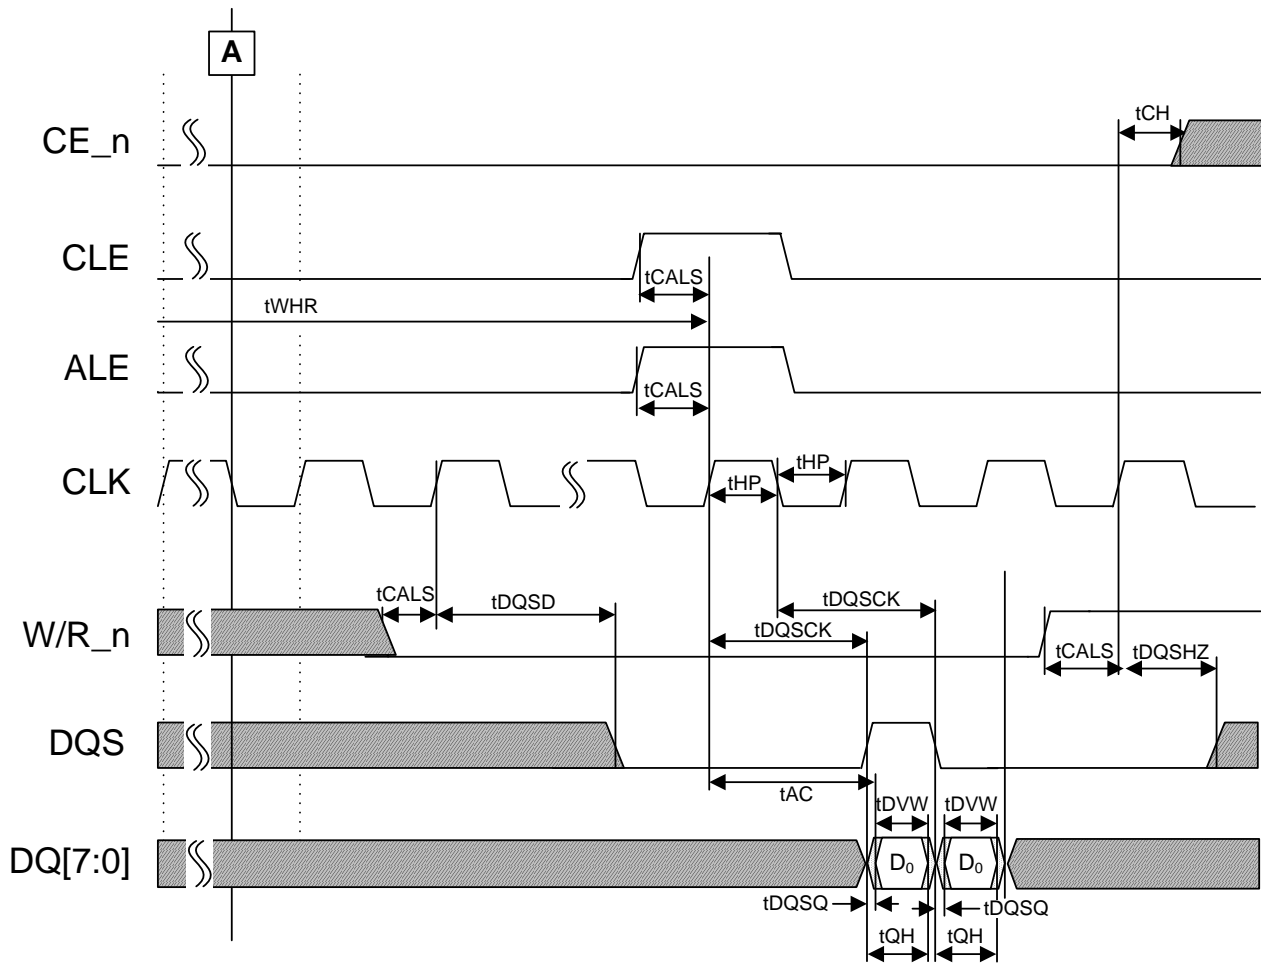 A
tCH
CE_n
CLE
tCALS
tWHR
ALE
tCALS
tHP
CLK
tHP
tCALS
tDQSD
tDQSCK
W/R_n
tDQSCK
tCALS
tDQSHZ
DQS
tAC
tDVW
tDVW
DQ[7:0]
D0
D0
tDQSQ
tDQSQ
tQH
tQH